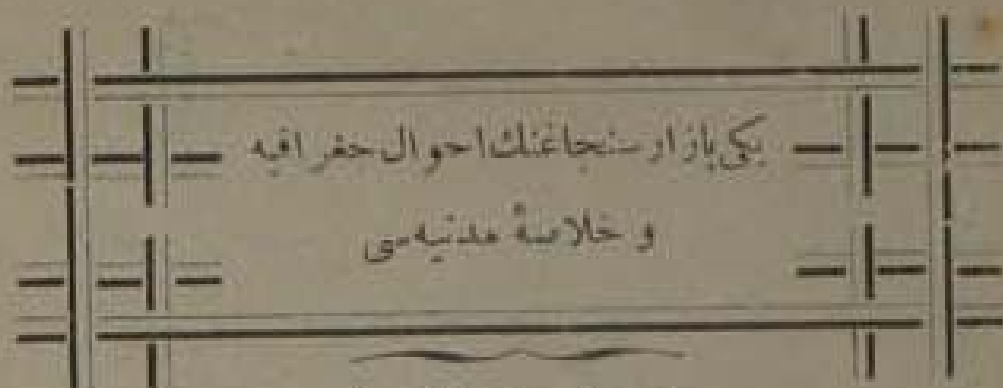 یکی بازار سنجاغنك احوال جغرافیه
و خلاصهٔ مدنیه سی